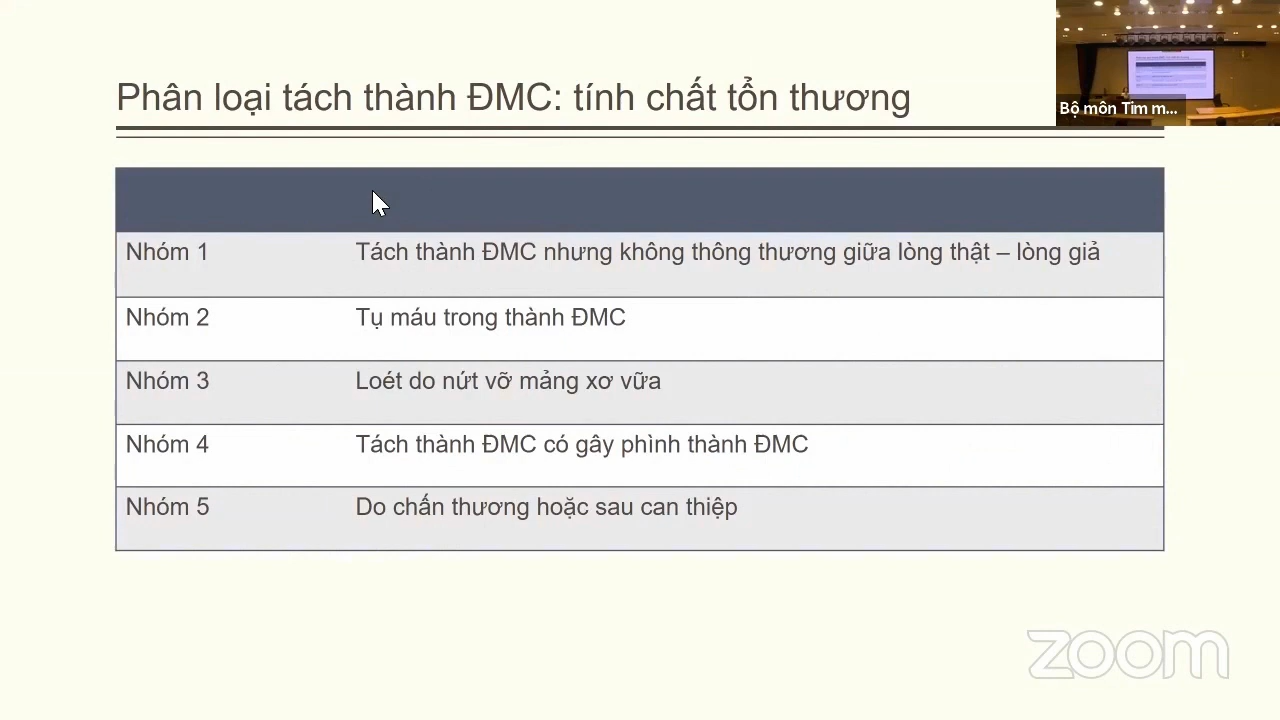 Phân loại tách thành ĐMC: tính chất tổn thương
Bộ môn Tim m...
Nhóm 1 Tách thành ĐMC nhưng không thông thương giữa lòng thật – lòng giả
Nhóm 2 Tụ máu trong thành ĐMC
Nhóm 3 Loét do nứt vỡ mảng xơ vữa
Nhóm 4 Tách thành ĐMC có gây phình thành ĐMC
Nhóm 5 Do chấn thương hoặc sau can thiệp
zoom